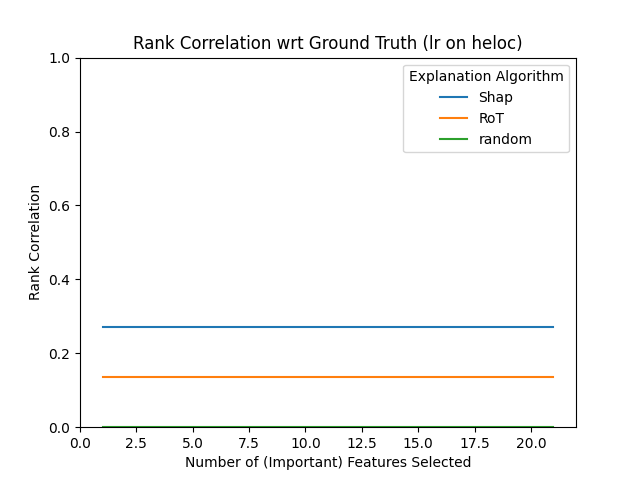 Rank Correlation wrt Ground Truth (lr on heloc)
Explanation Algorithm
Shap
RoT
random
Rank Correlation
1.0
0.8
0.6
0.4
0.2
0.0
0.0 2.5 5.0 7.5 10.0 12.5 15.0 17.5 20.0
Number of (Important) Features Selected